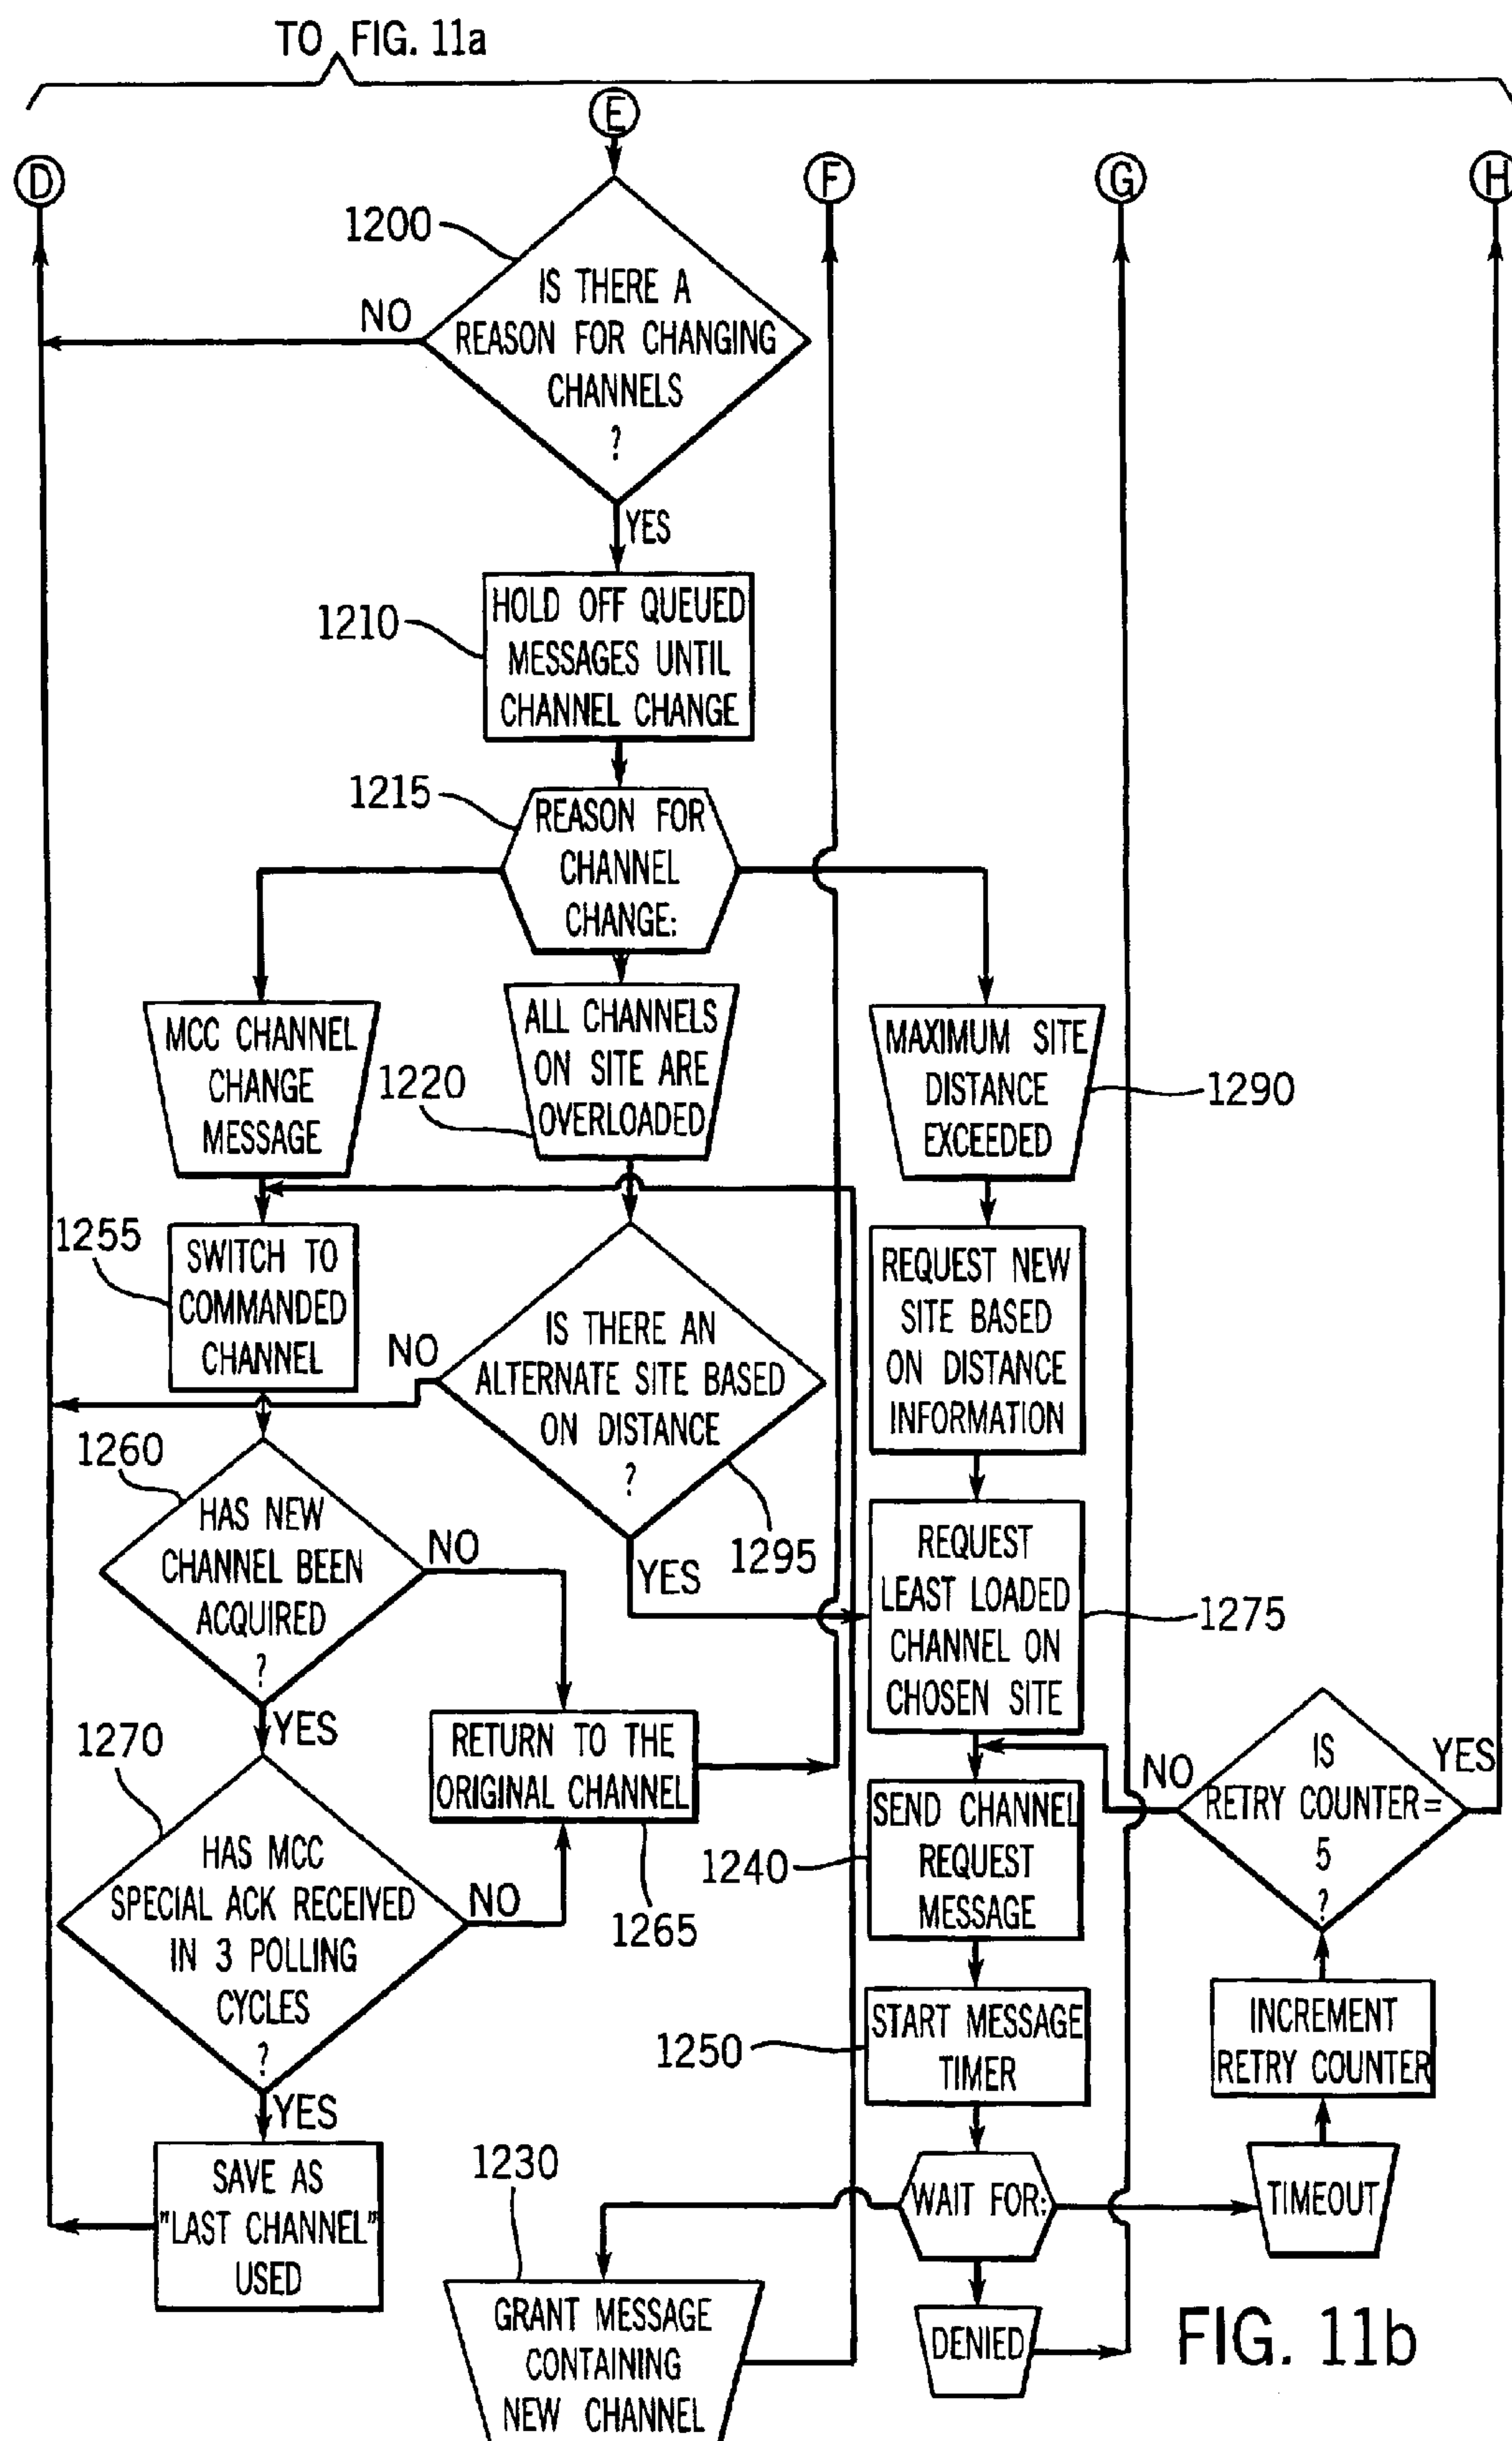 TO FIG. 11a
E
D
F
G
H
1200
IS THERE A
REASON FOR CHANGING
CHANNELS
?
NO
YES
1210
HOLD OFF QUEUED
MESSAGES UNTIL
CHANNEL CHANGE
1215
REASON FOR
CHANNEL
CHANGE:
MCC CHANNEL
CHANGE
MESSAGE
1220
ALL CHANNELS
ON SITE ARE
OVERLOADED
MAXIMUM SITE
DISTANCE
EXCEEDED
1290
1255
SWITCH TO
COMMANDED
CHANNEL
NO
IS THERE AN
ALTERNATE SITE BASED
ON DISTANCE
?
1295
YES
REQUEST NEW
SITE BASED
ON DISTANCE
INFORMATION
1260
HAS NEW
CHANNEL BEEN
ACQUIRED
?
NO
YES
REQUEST
LEAST LOADED
CHANNEL ON
CHOSEN SITE
1275
1270
HAS MCC
SPECIAL ACK RECEIVED
IN 3 POLLING
CYCLES
?
NO
YES
RETURN TO THE
ORIGINAL CHANNEL
1265
1240
SEND CHANNEL
REQUEST
MESSAGE
NO
IS
RETRY COUNTER=
5
?
YES
1250
START MESSAGE
TIMER
INCREMENT
RETRY COUNTER
SAVE AS
"LAST CHANNEL"
USED
1230
WAIT FOR:
TIMEOUT
GRANT MESSAGE
CONTAINING
NEW CHANNEL
DENIED
FIG. 11b